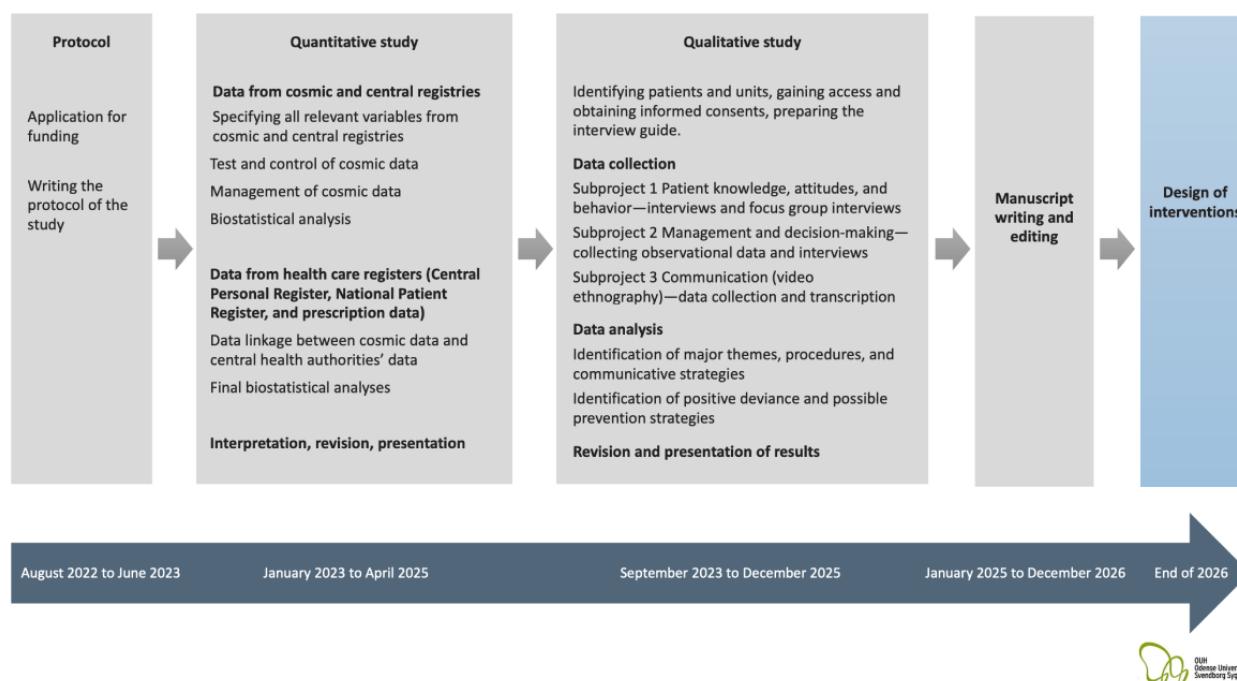 Protocol
Application for
funding
Writing the
protocol of the
study
Quantitative study
Data from cosmic and central registries
Specifying all relevant variables from
cosmic and central registries
Test and control of cosmic data
Management of cosmic data
Biostatistical analysis
Data from health care registers (Central
Personal Register, National Patient
Register, and prescription data)
Data linkage between cosmic data and
central health authorities’ data
Final biostatistical analyses
Interpretation, revision, presentation
Qualitative study
Identifying patients and units, gaining access and
obtaining informed consents, preparing the
interview guide.
Data collection
Subproject 1 Patient knowledge, attitudes, and
behavior—interviews and focus group interviews
Subproject 2 Management and decision-making—
collecting observational data and interviews
Subproject 3 Communication (video
ethnography)—data collection and transcription
Data analysis
Identification of major themes, procedures, and
communicative strategies
Identification of positive deviance and possible
prevention strategies
Revision and presentation of results
Manuscript
writing and
editing
Design of
interventions
August 2022 to June 2023
January 2023 to April 2025
September 2023 to December 2025
January 2025 to December 2026
End of 2026
OUH
Odense Univer
Svendborg Syg